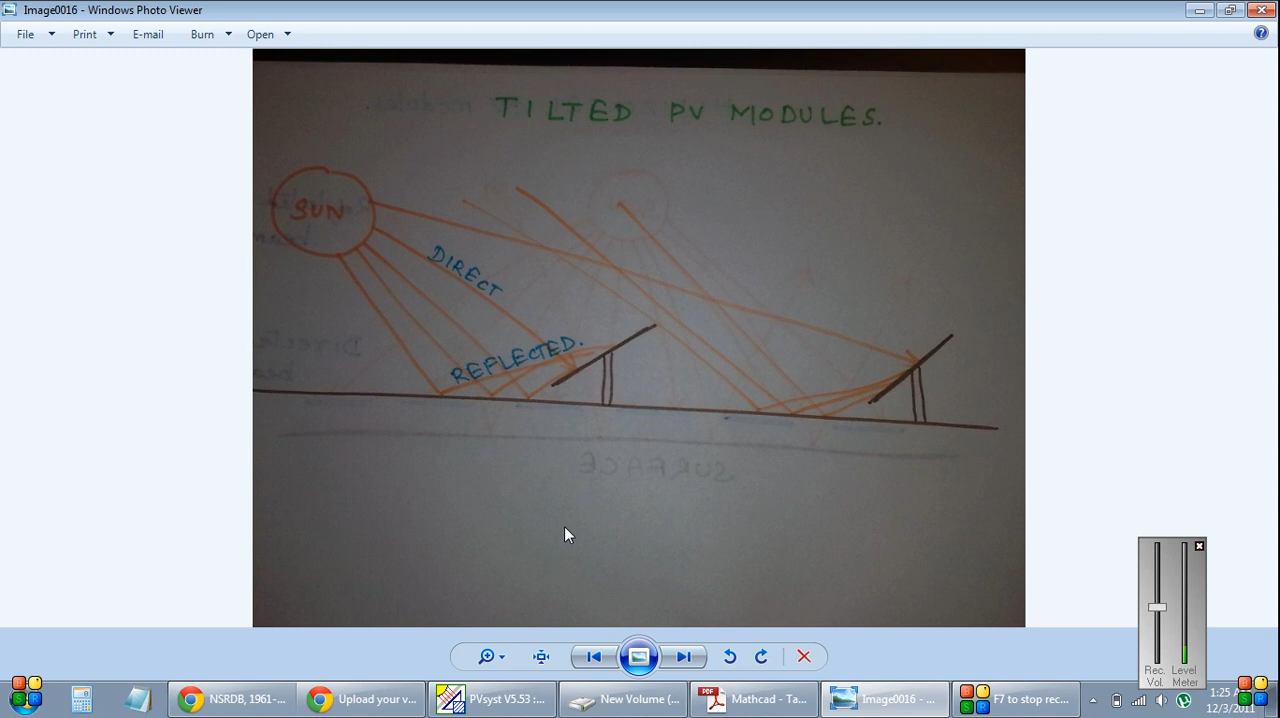 Image0016 - Windows Photo Viewer
File Print E-mail Burn Open
TILTED PV MODULES.
SUN
DIRECT
REFLECTED.
SURFACE
Rec. Vol.
Level Meter
NSRDB, 1961-...
Upload your v...
PVsyst V5.53 :...
New Volume (...
Mathcad - Ta...
Image0016 - ...
F7 to stop rec...
1:25 A
12/3/2011